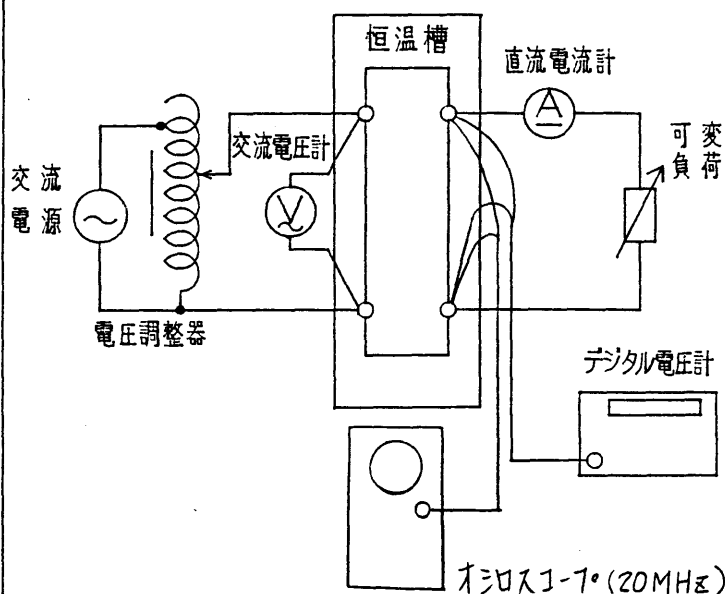 恒温槽
直流電流計
A
可変
負荷
交流電圧計
V
交流
電源
電圧調整器
デジタル電圧計
オシロスコープ(20MHz)